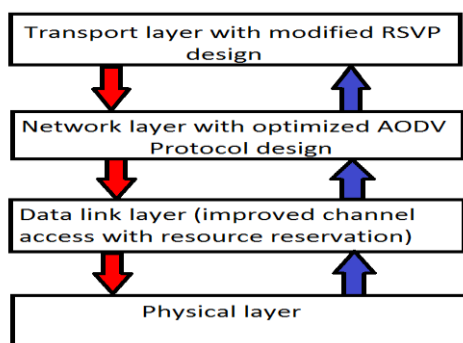 Transport layer with modified RSVP
design
Network layer with optimized AODV
Protocol design
Data link layer (improved channel
access with resource reservation)
Physical layer